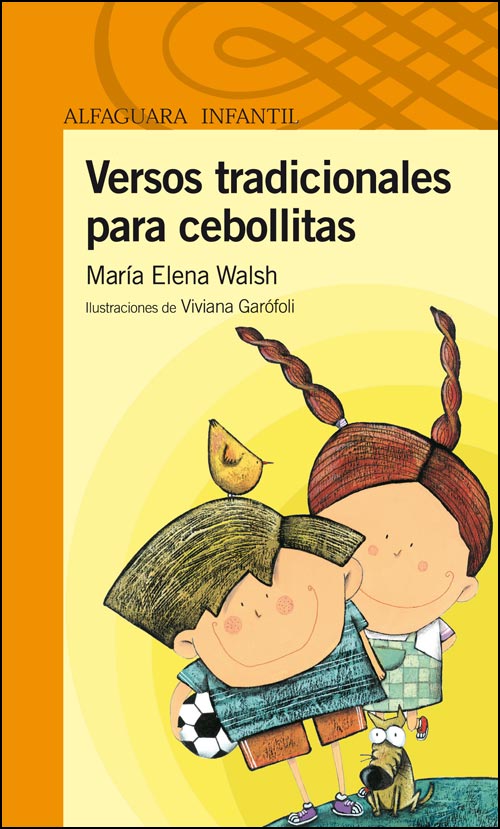 ALFAGUARA INFANTIL
Versos tradicionales
para cebollitas
María Elena Walsh
Ilustraciones de Viviana Garófoli